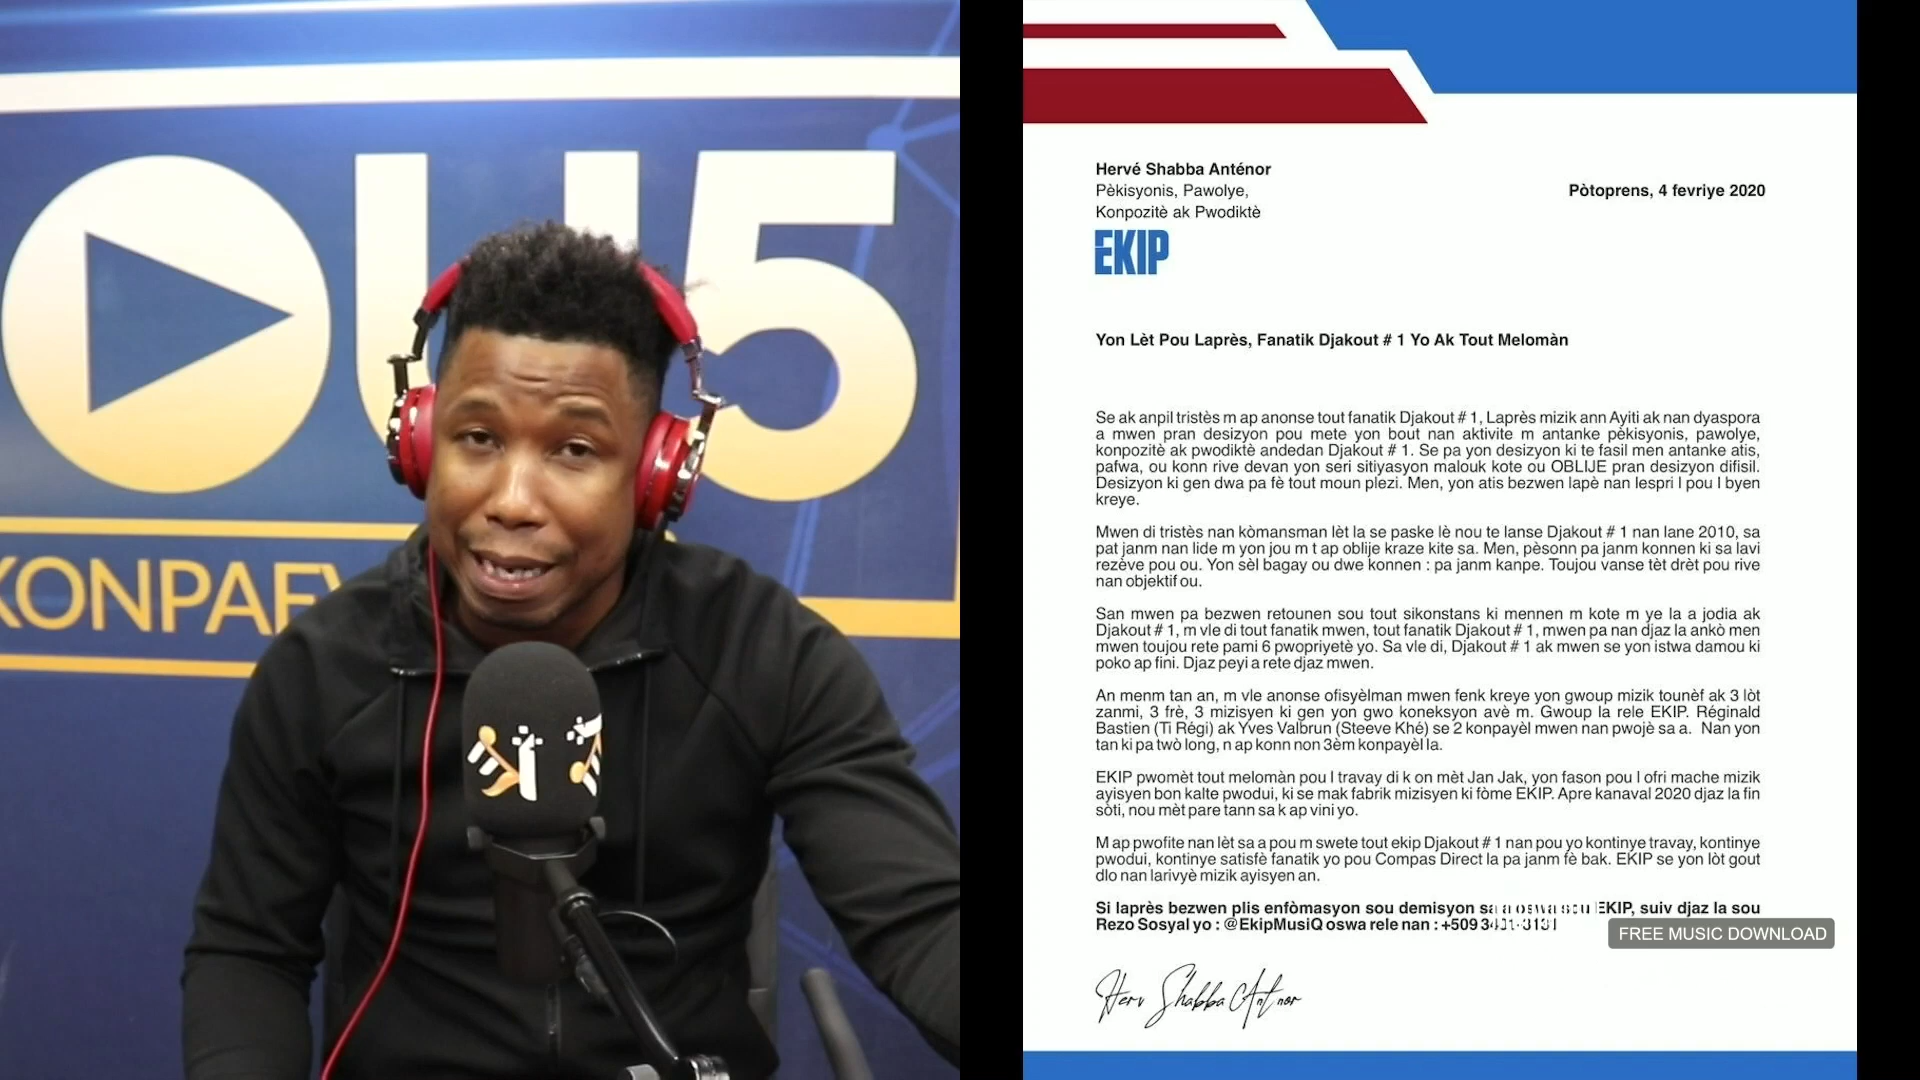 U5
KONPAEV
Hervé Shabba Anténor
Pèkisyonis, Pawolye,
Konpozitè ak Pwodiktè
Pòtoprens, 4 fevriye 2020
EKIP
Yon Lèt Pou Laprès, Fanatik Djakout # 1 Yo Ak Tout Melomàn
Se ak anpil tristès m ap anonse tout fanatik Djakout # 1, Laprès mizik ann Ayiti ak nan dyaspora
a mwen pran desizyon pou mete yon bout nan aktivite m antanke pèkisyonis, pawolye,
konpozitè ak pwodiktè andedan Djakout # 1. Se pa yon desizyon ki te fasil men antanke atis,
pafwa, ou konn rive devan yon seri sitiyasyon malouk kote ou OBLIJE pran desizyon difisil.
Desizyon ki gen dwa pa fè tout moun plezi. Men, yon atis bezwen lapè nan lespri l pou l byen
kreye.
Mwen di tristès nan kòmansman lèt la se paske lè nou te lanse Djakout # 1 nan lane 2010, sa
pat janm nan lide m yon jou m t ap oblije kraze kite sa. Men, pèsonn pa janm konnen ki sa lavi
rezève pou ou. Yon sèl bagay ou dwe konnen : pa janm kanpe. Toujou vanse tèt drèt pou rive
nan objektif ou.
San mwen pa bezwen retounen sou tout sikonstans ki mennen m kote m ye la a jodia ak
Djakout # 1, m vle di tout fanatik mwen, tout fanatik Djakout # 1, mwen pa nan djaz la ankò men
mwen toujou rete pami 6 pwopriyetè yo. Sa vle di, Djakout # 1 ak mwen se yon istwa damou ki
poko ap fini. Djaz peyi a rete djaz mwen.
An menm tan an, m vle anonse ofisyèlman mwen fenk kreye yon gwoup mizik tounèf ak 3 lòt
zanmi, 3 frè, 3 mizisyen ki gen yon gwo koneksyon avè m. Gwoup la rele EKIP. Réginald
Bastien (Ti Régi) ak Yves Valbrun (Steeve Khé) se 2 konpayèl mwen nan pwojè sa a. Nan yon
tan ki pa twò long, n ap konn non 3èm konpayèl la.
EKIP pwomèt tout melomàn pou l travay di k on mèt Jan Jak, yon fason pou l ofri mache mizik
ayisyen bon kalte pwodui, ki se mak fabrik mizisyen ki fòme EKIP. Apre kanaval 2020 djaz la fin
sòti, nou mèt pare tann sa k ap vini yo.
M ap pwofite nan lèt sa a pou m swete tout ekip Djakout # 1 nan pou yo kontinye travay, kontinye
pwodui, kontinye satisfè fanatik yo pou Compas Direct la pa janm fè bak. EKIP se yon lòt gout
dlo nan larivyè mizik ayisyen an.
Si laprès bezwen plis enfòmasyon sou demisyon sa a oswa sou EKIP, suiv djaz la sou
Rezo Sosyal yo : @EkipMusiQ oswa rele nan : +509
FREE MUSIC DOWNLOAD
Herv Shabba Antnor